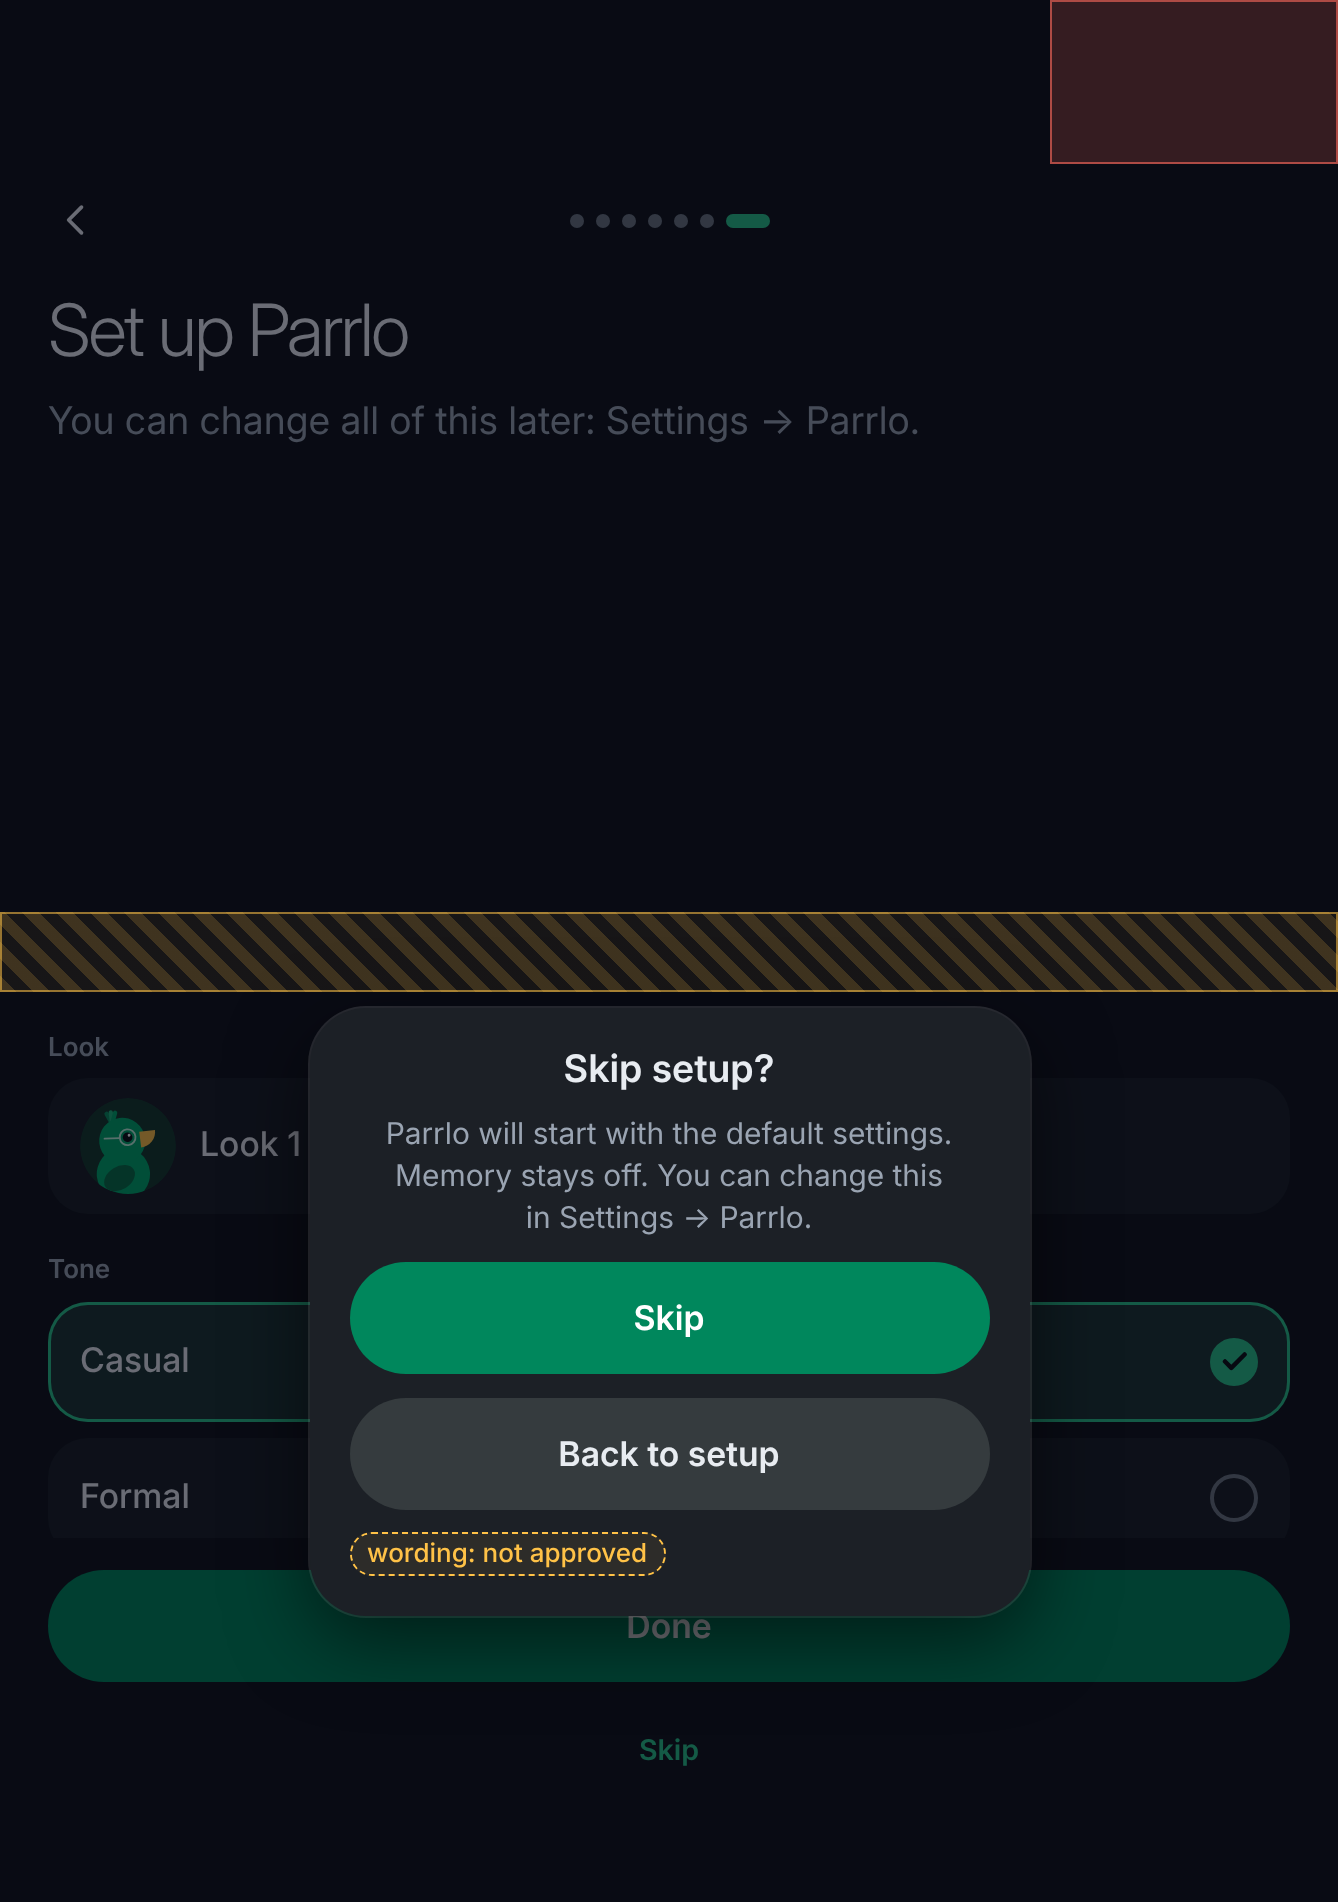 Set up Parrlo
You can change all of this later: Settings → Parrlo.
Look
Look 1
Tone
Casual
Formal
Skip setup?
Parrlo will start with the default settings.
Memory stays off. You can change this
in Settings → Parrlo.
Skip
Back to setup
wording: not approved
Done
Skip